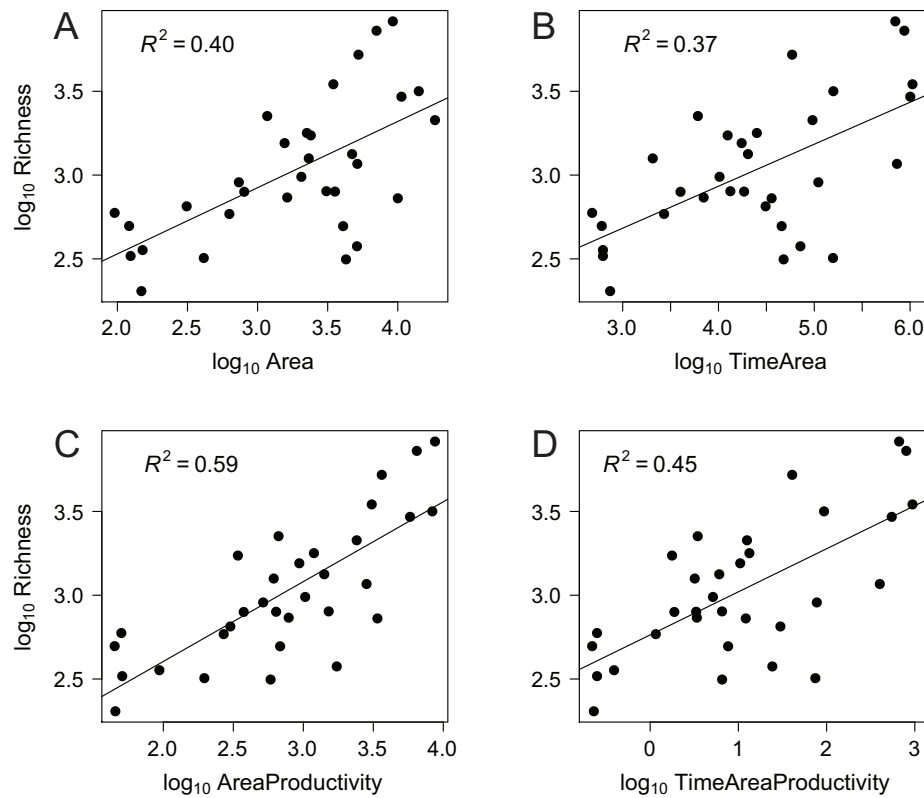 A
R² = 0.40
log₁₀ Richness
3.5
3.0
2.5
2.0 2.5 3.0 3.5 4.0
log₁₀ Area
B
R² = 0.37
3.5
3.0
2.5
3.0 4.0 5.0 6.0
log₁₀ TimeArea
C
R² = 0.59
log₁₀ Richness
3.5
3.0
2.5
2.0 2.5 3.0 3.5 4.0
log₁₀ AreaProductivity
D
R² = 0.45
3.5
3.0
2.5
0 1 2 3
log₁₀ TimeAreaProductivity